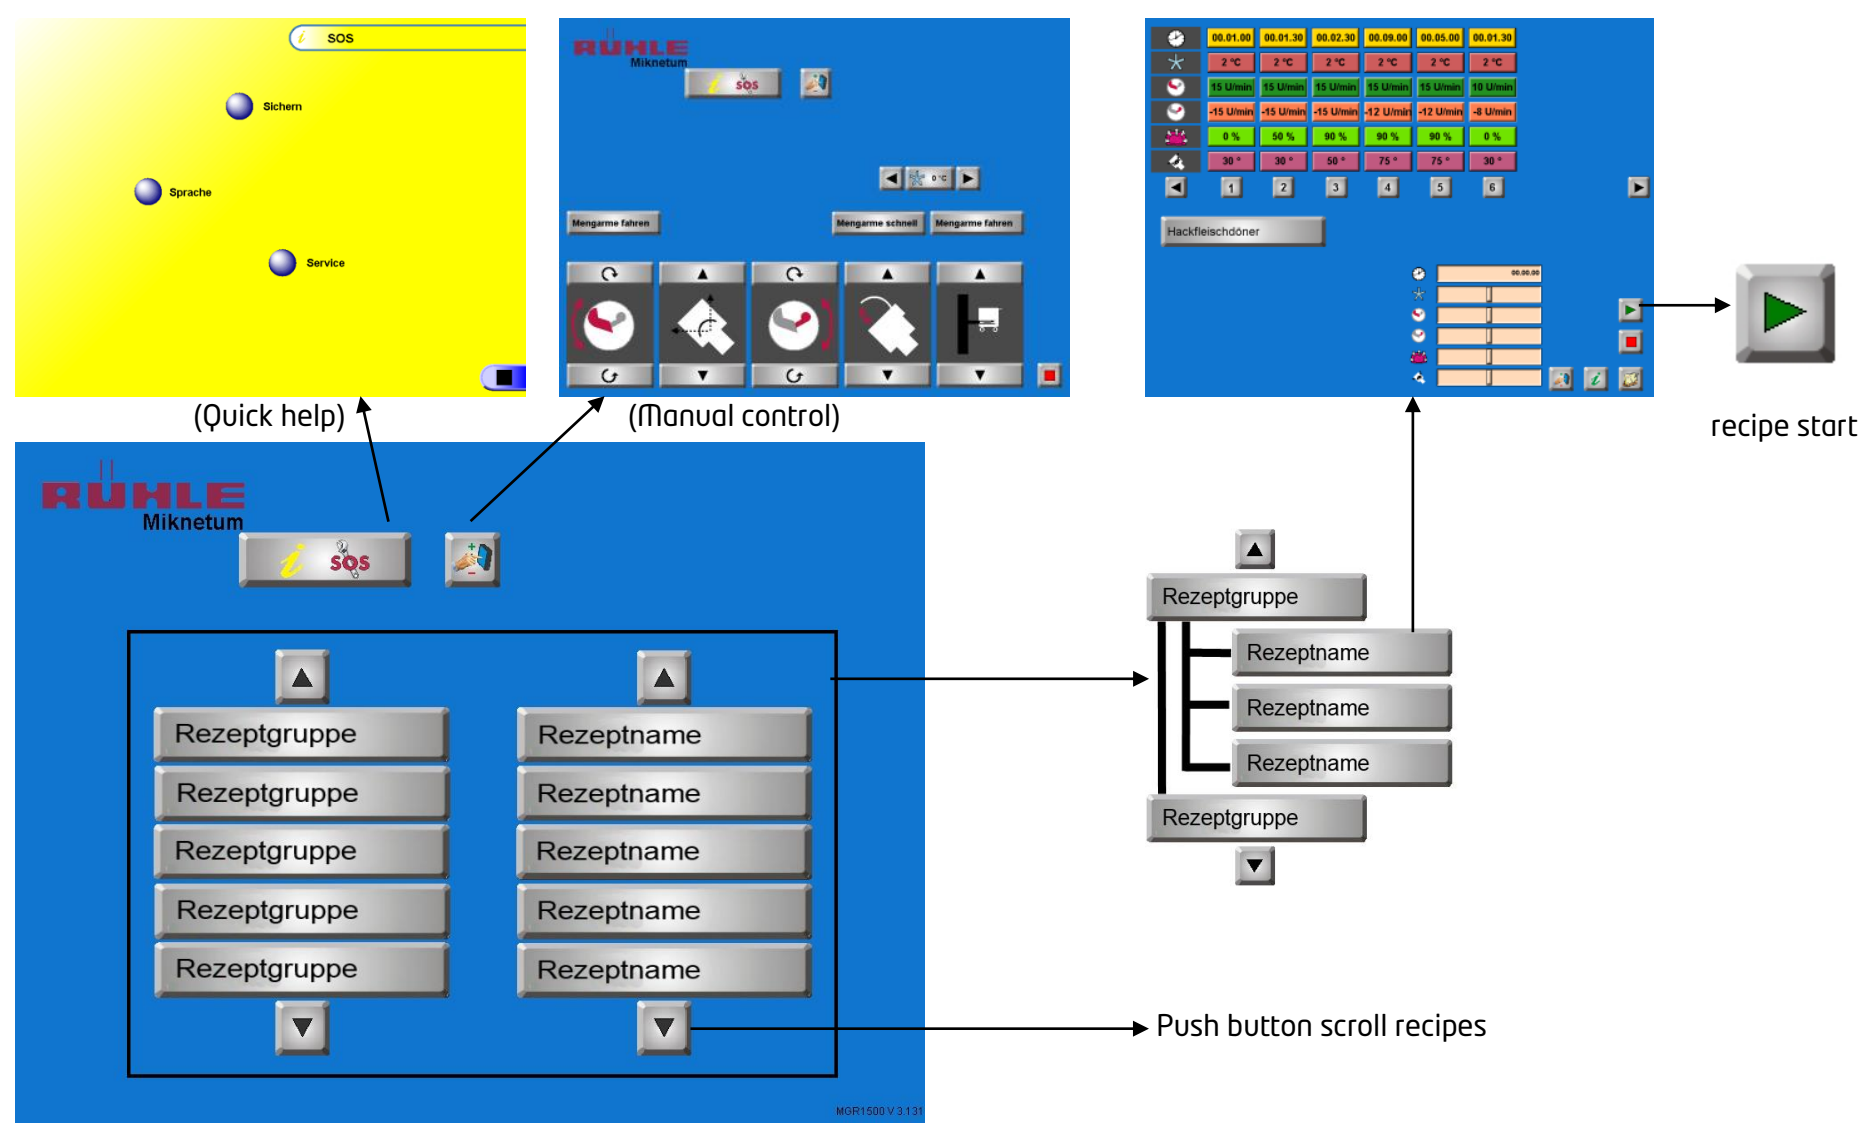 i SOS
Sichern
Sprache
Service
(Quick help)
RÜHLE
Miknetum
i sos
0 °C
Mengarme fahren
Mengarme schnell
Mengarme fahren
(Manual control)
00.01.00 00.01.30 00.02.30 00.09.00 00.05.00 00.01.30
2 °C 2 °C 2 °C 2 °C 2 °C 2 °C
15 U/min 15 U/min 15 U/min 15 U/min 15 U/min 10 U/min
-15 U/min -15 U/min -15 U/min -12 U/min -12 U/min -8 U/min
0 % 50 % 90 % 90 % 90 % 0 %
30 ° 30 ° 50 ° 75 ° 75 ° 30 °
1 2 3 4 5 6
Hackfleischdöner
00.00.00
i
recipe start
RÜHLE
Miknetum
i sos
Rezeptgruppe
Rezeptgruppe
Rezeptgruppe
Rezeptgruppe
Rezeptgruppe
Rezeptname
Rezeptname
Rezeptname
Rezeptname
Rezeptname
MGR1500 V 3.131
Rezeptgruppe
Rezeptname
Rezeptname
Rezeptname
Rezeptgruppe
Push button scroll recipes